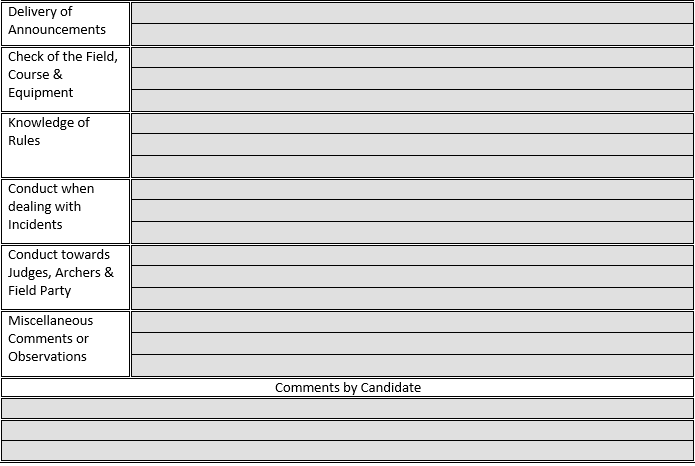 Delivery of
Announcements
Check of the Field,
Course &
Equipment
Knowledge of
Rules
Conduct when
dealing with
Incidents
Conduct towards
Judges, Archers &
Field Party
Miscellaneous
Comments or
Observations
Comments by Candidate